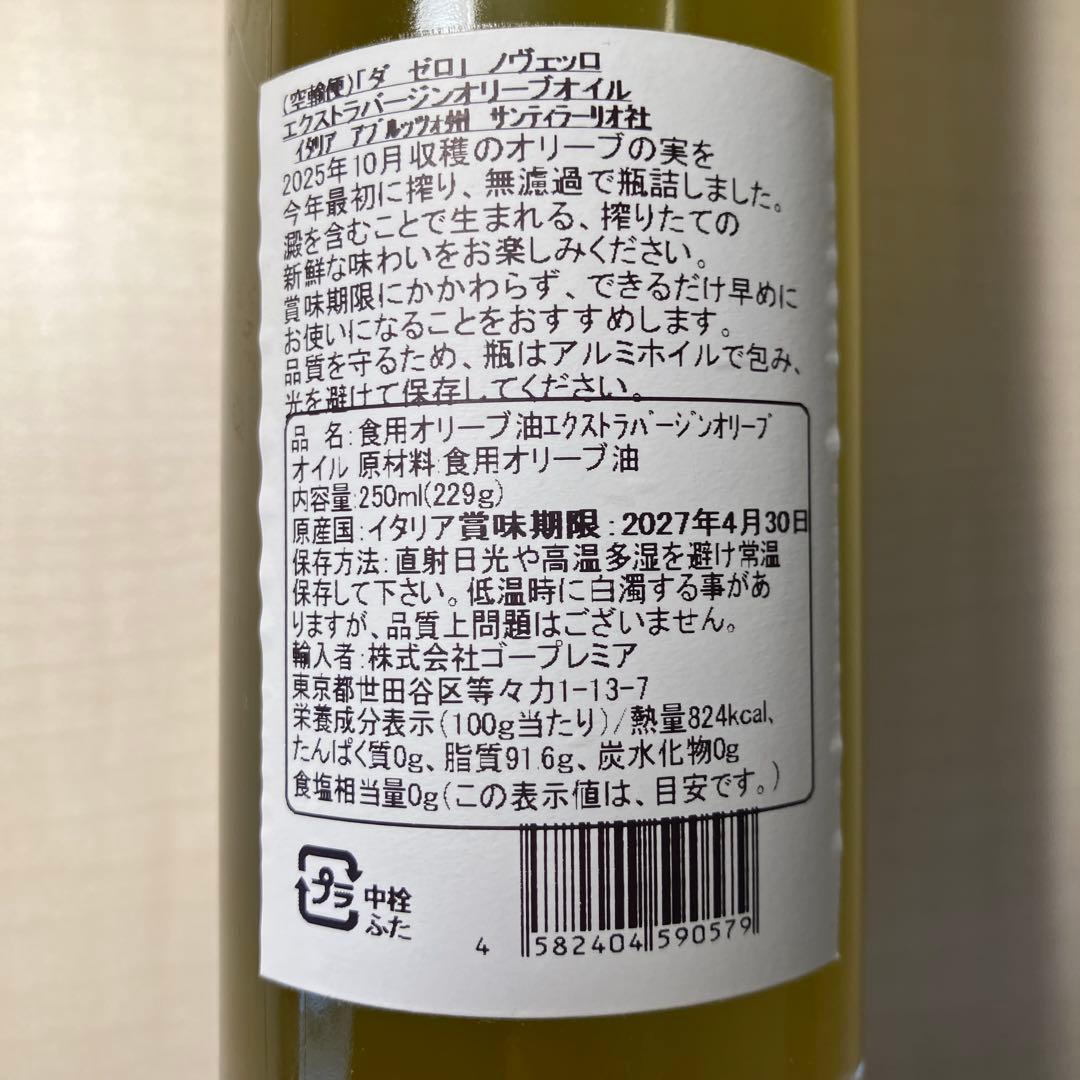 (空輸便)「ダ　ゼロ」 ノヴェッロ
エクストラバージンオリーブオイル
イタリア アブルッツォ州 サンティラーリオ社
2025年10月収穫のオリーブの実を
今年最初に搾り、無濾過で瓶詰しました。
澱を含むことで生まれる、搾りたての
新鮮な味わいをお楽しみください。
賞味期限にかかわらず、できるだけ早めに
お使いになることをおすすめします。
品質を守るため、瓶はアルミホイルで包み、
光を避けて保存してください。
品 名:食用オリーブ油エクストラバージンオリーブ
オイル 原材料:食用オリーブ油
内容量:250ml(229g)
原産国:イタリア賞味期限:2027年4月30日
保存方法:直射日光や高温多湿を避け常温
保存して下さい。低温時に白濁する事があ
りますが、品質上問題はございません。
輸入者:株式会社ゴープレミア
東京都世田谷区等々力1-13-7
栄養成分表示(100g当たり)/熱量824kcal、
たんぱく質0g、脂質91.6g、炭水化物0g
食塩相当量0g(この表示値は、目安です。)
プラ 中栓
ふた
4 582404 590579